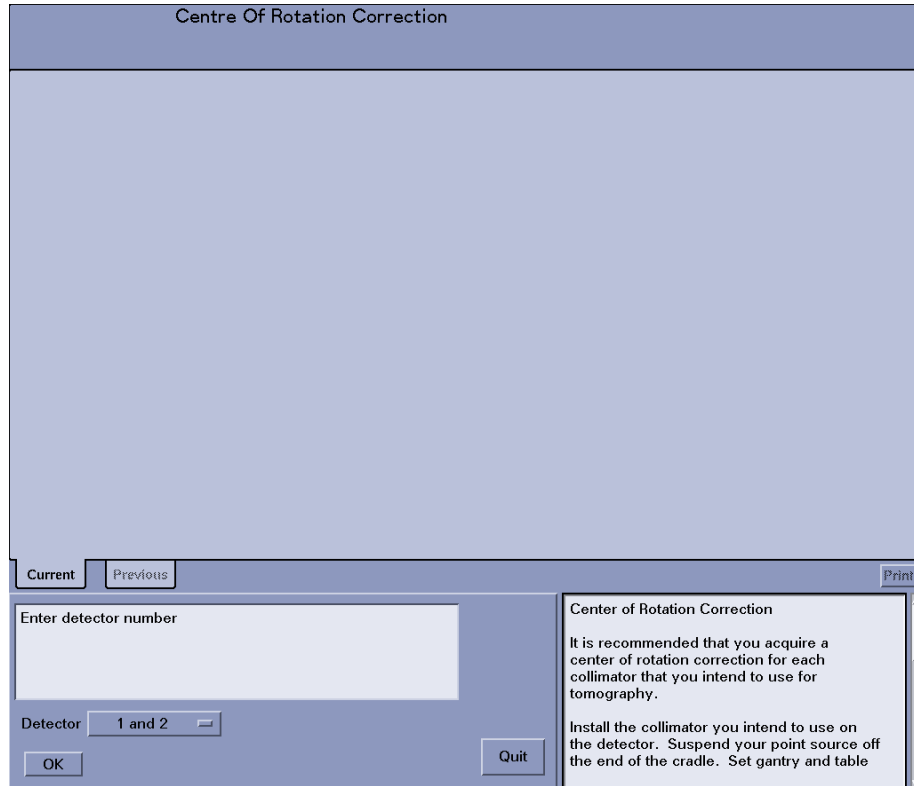 Centre Of Rotation Correction
Current
Previous
Print
Enter detector number
Detector 1 and 2
OK
Quit
Center of Rotation Correction
It is recommended that you acquire a
center of rotation correction for each
collimator that you intend to use for
tomography.
Install the collimator you intend to use on
the detector. Suspend your point source off
the end of the cradle. Set gantry and table